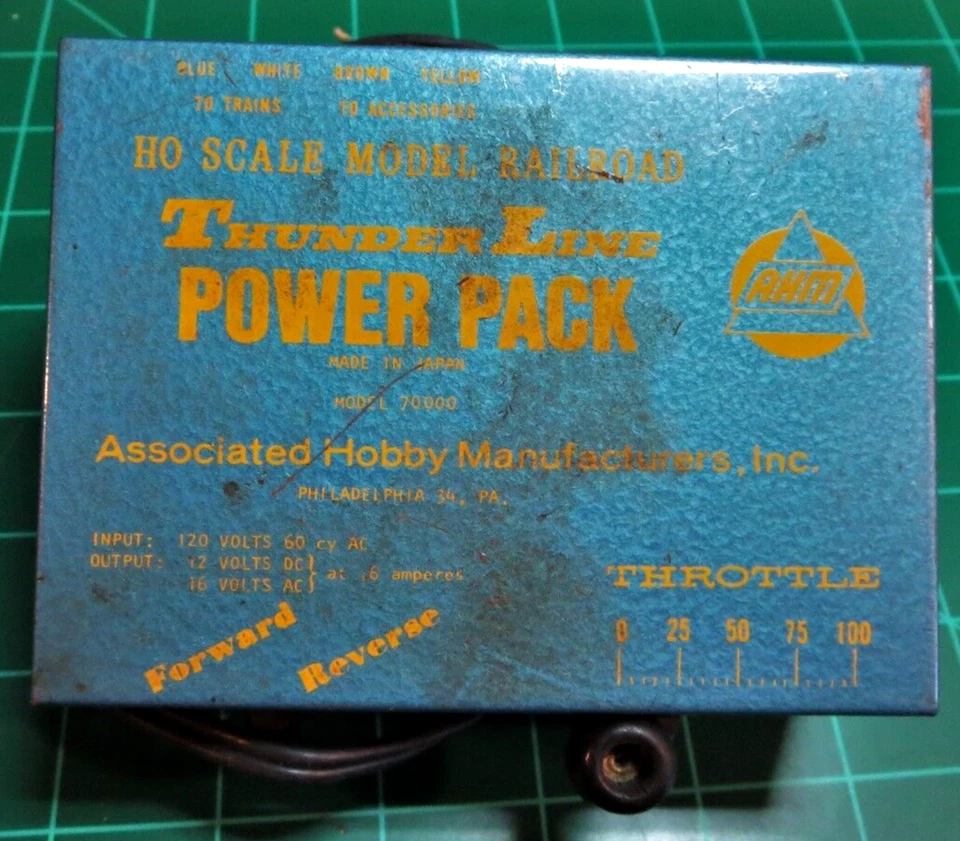 BLUE WHITE BROWN YELLOW
TO TRAINS TO ACCESSORIES
HO SCALE MODEL RAILROAD
THUNDER LINE
POWER PACK
AHM
MADE IN JAPAN
MODEL 70000
Associated Hobby Manufacturers, Inc.
PHILADELPHIA 34, PA.
INPUT: 120 VOLTS 60 cy AC
OUTPUT: 12 VOLTS DC
16 VOLTS AC } at .6 amperes
Forward Reverse
THROTTLE
0 25 50 75 100